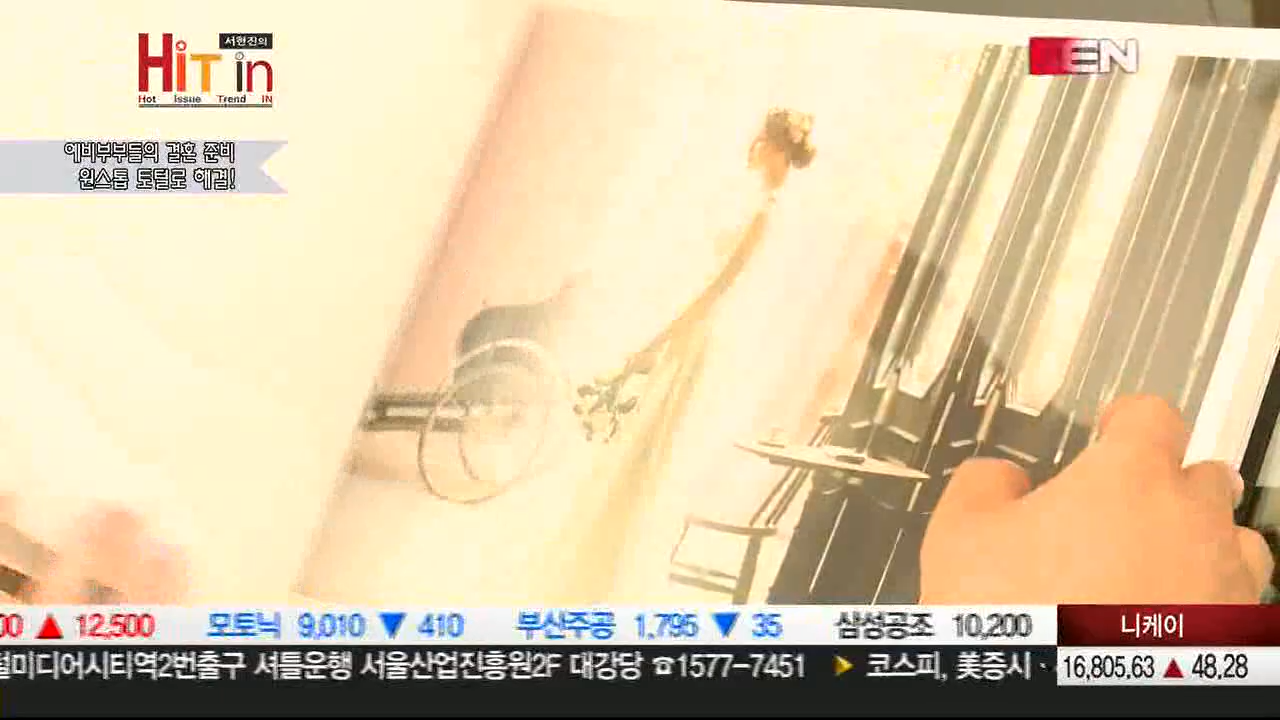 서현진의
HiT in
Hot Issue Trend IN
EN
예비부부들의 결혼 준비
원스톱 토털로 해결!
00 ▲ 12,500 모토닉 9,010 ▼ 410 부산주공 1,795 ▼ 35 삼성공조 10,200
니케이
털미디어시티역2번출구 셔틀운행 서울산업진흥원2F 대강당 ☎1577-7451 ▶ 코스피, 美증시 ·
16,805.63 ▲ 48.28